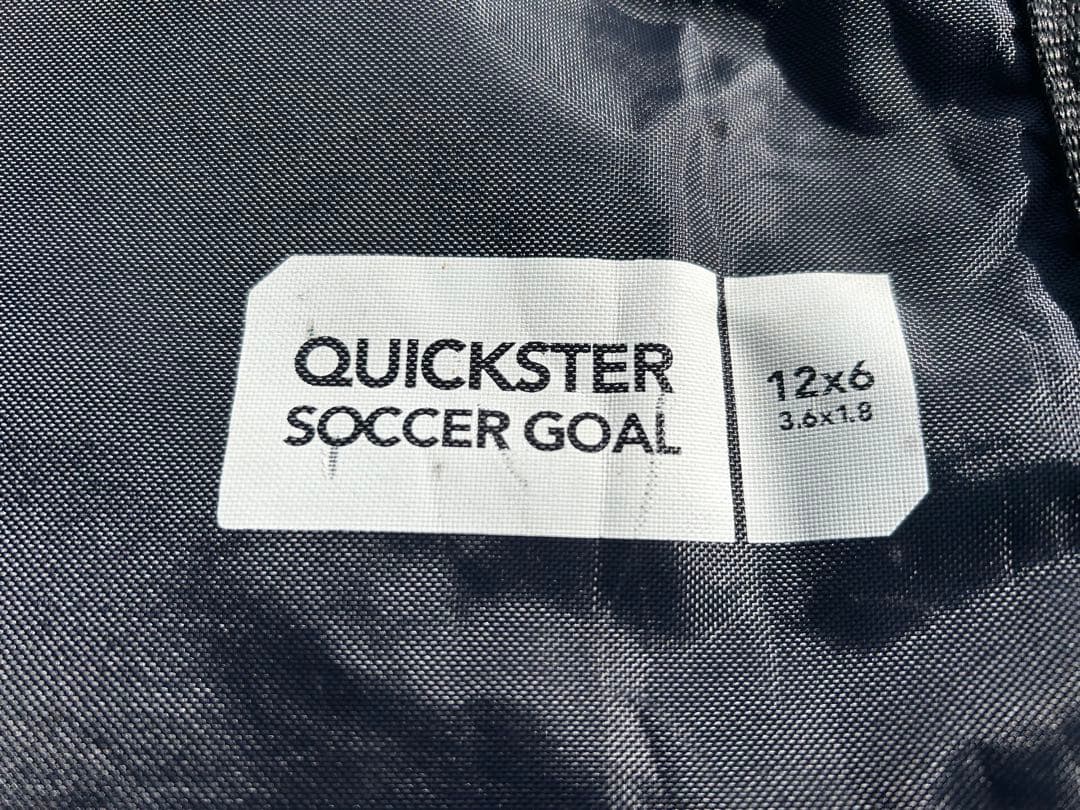 QUICKSTER
SOCCER GOAL
12x6
3.6x1.8